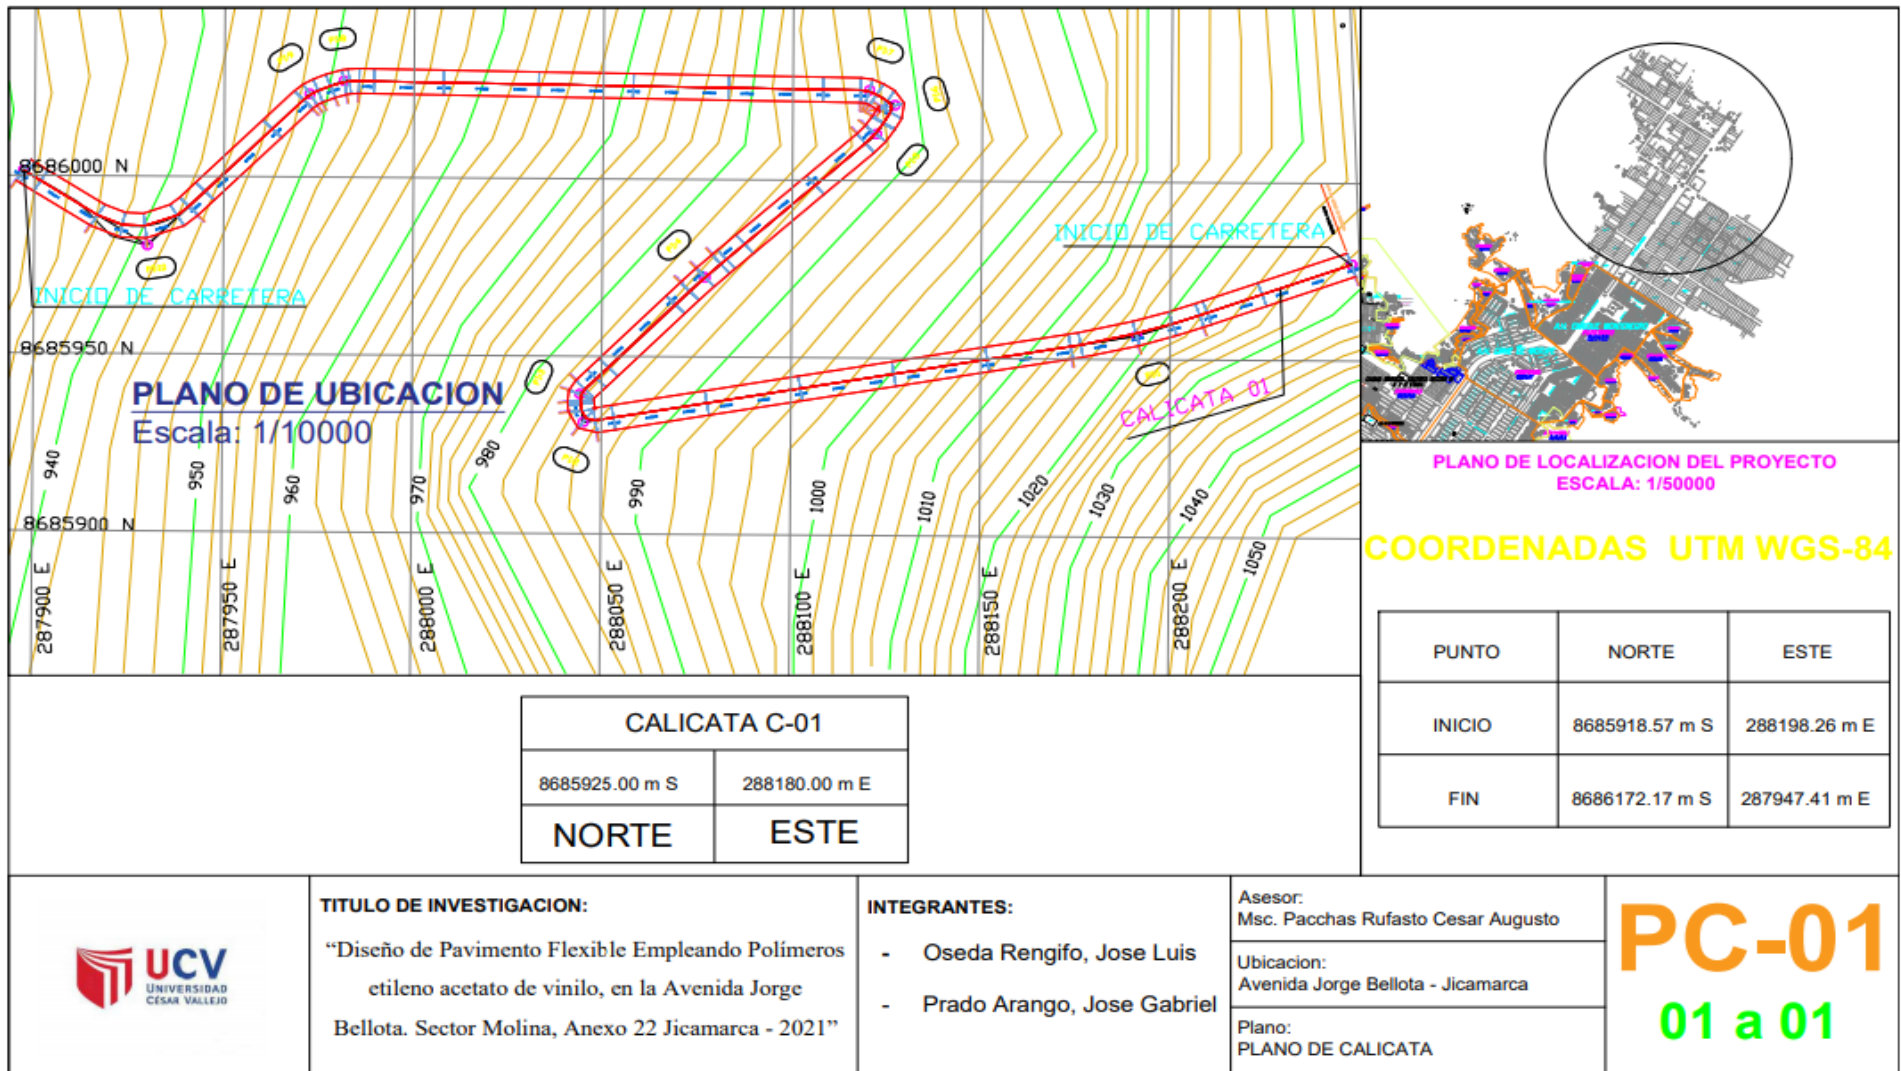 8686000 N
INICIO DE CARRETERA
INICIO DE CARRETERA
8685950 N
PLANO DE UBICACION
Escala: 1/10000
CALICATA 01
940
950
960
970
980
990
1000
1010
1020
1030
1040
1050
8685900 N
287900 E
287950 E
288000 E
288050 E
288100 E
288150 E
288200 E
PLANO DE LOCALIZACION DEL PROYECTO
ESCALA: 1/50000
COORDENADAS UTM WGS-84
PUNTO NORTE ESTE
INICIO 8685918.57 m S 288198.26 m E
FIN 8686172.17 m S 287947.41 m E
CALICATA C-01
8685925.00 m S 288180.00 m E
NORTE ESTE
UCV
UNIVERSIDAD
CÉSAR VALLEJO
TITULO DE INVESTIGACION:
“Diseño de Pavimento Flexible Empleando Polímeros
etileno acetato de vinilo, en la Avenida Jorge
Bellota. Sector Molina, Anexo 22 Jicamarca - 2021”
INTEGRANTES:
- Oseda Rengifo, Jose Luis
- Prado Arango, Jose Gabriel
Asesor:
Msc. Pacchas Rufasto Cesar Augusto
Ubicacion:
Avenida Jorge Bellota - Jicamarca
Plano:
PLANO DE CALICATA
PC-01
01 a 01